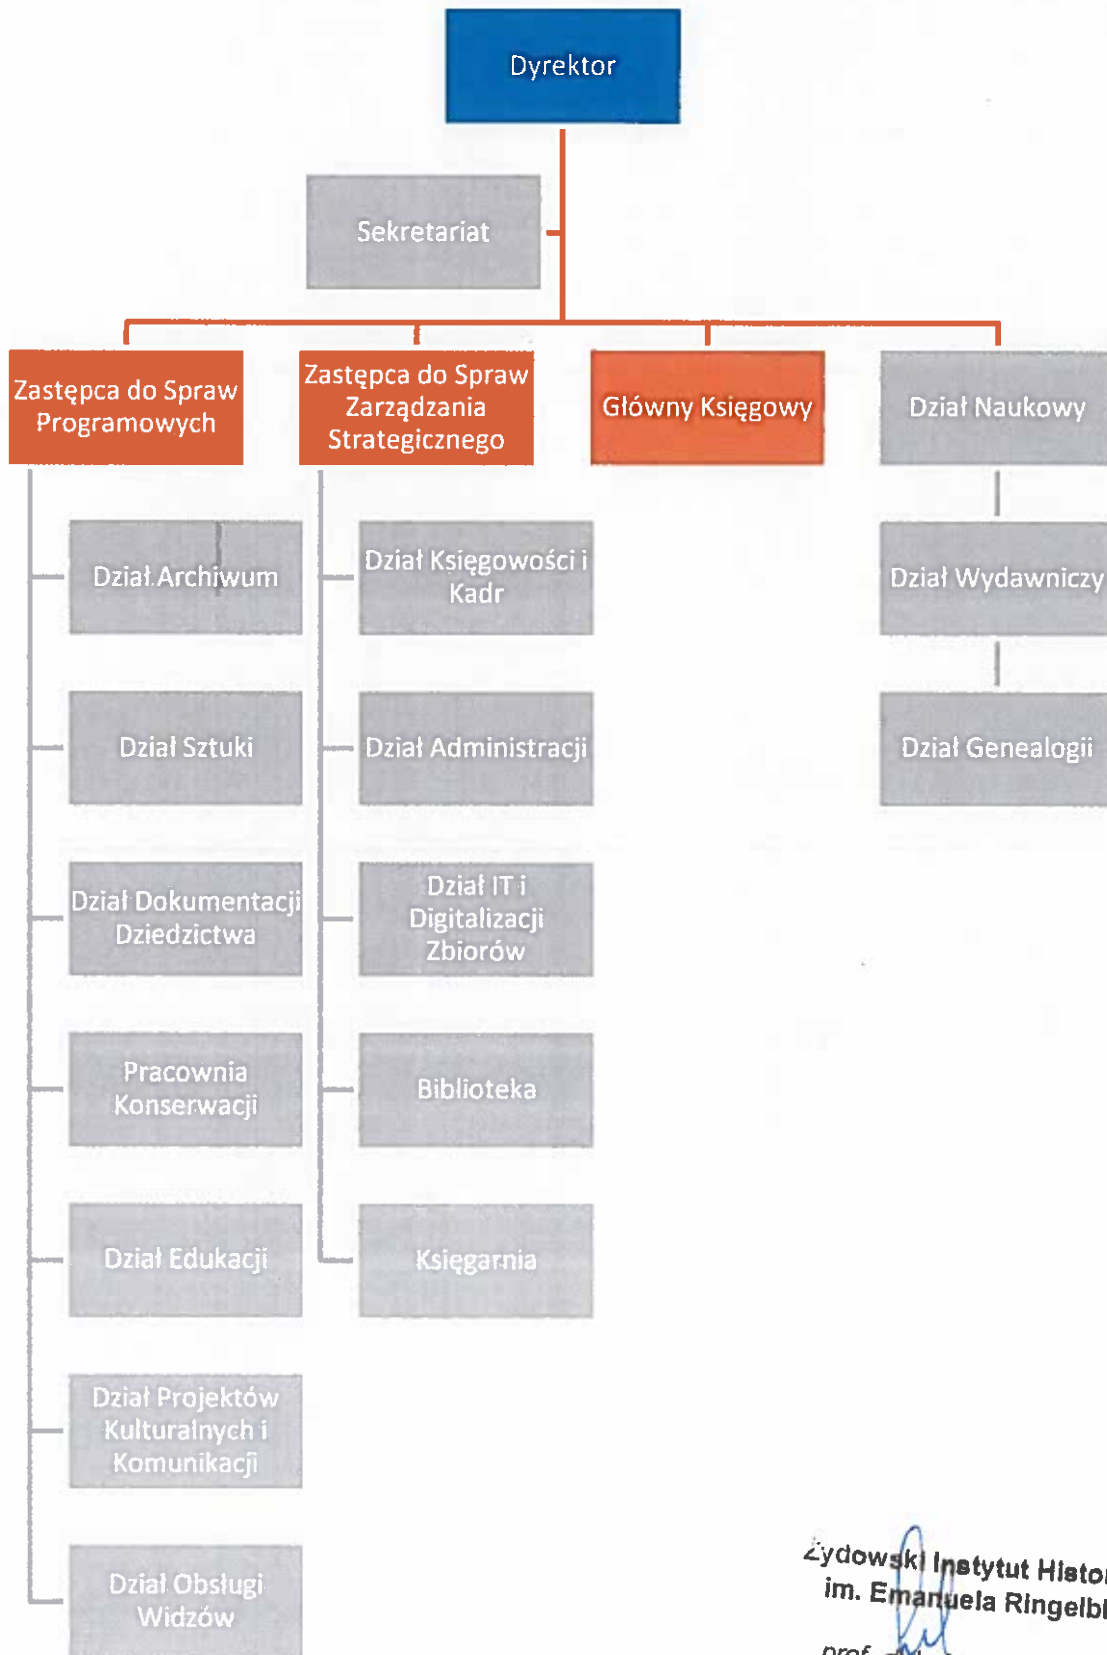 Dyrektor
Sekretariat
Zastępca do Spraw
Programowych
Zastępca do Spraw
Zarządzania
Strategicznego
Główny Księgowy
Dział Naukowy
Dział Archiwum
Dział Sztuki
Dział Dokumentacji
Dziedzictwa
Pracownia
Konserwacji
Dział Edukacji
Dział Projektów
Kulturalnych i
Komunikacji
Dział Obsługi
Widzów
Dział Księgowości i
Kadr
Dział Administracji
Dział IT i
Digitalizacji
Zbiorów
Biblioteka
Księgarnia
Dział Wydawniczy
Dział Genealogii
Żydowski Instytut Histor
im. Emanuela Ringelbl
prof.